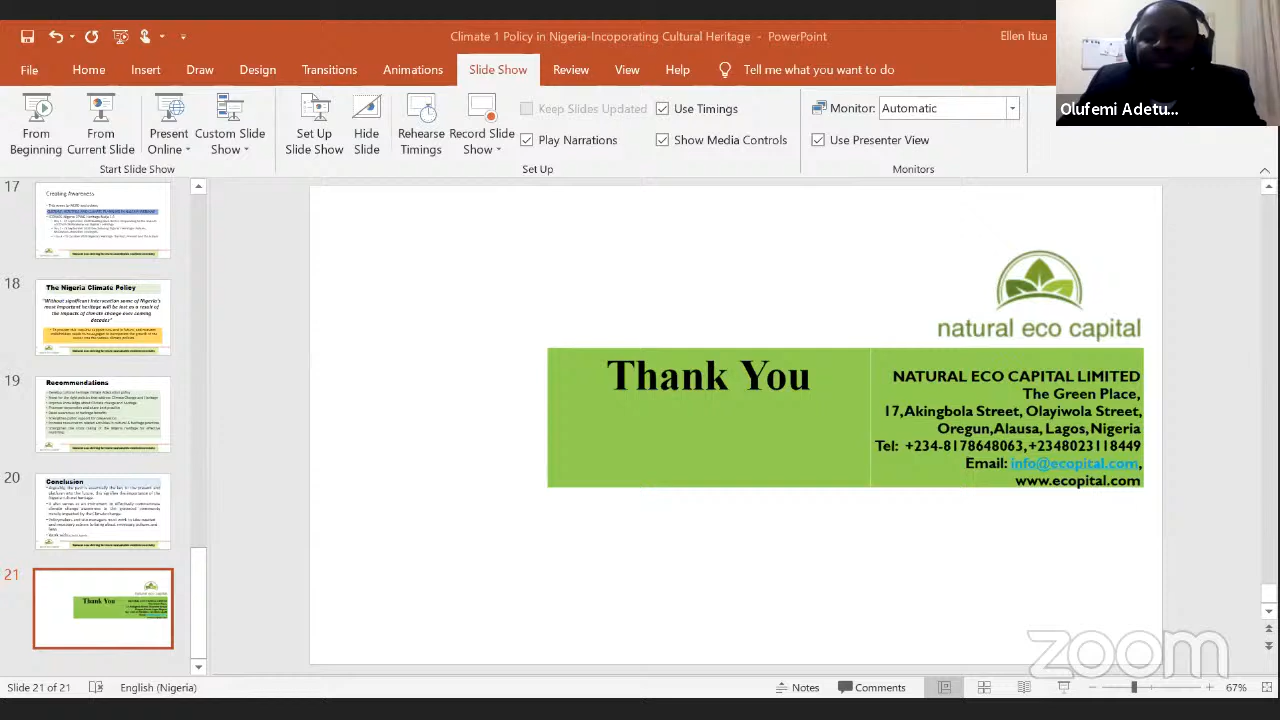 Climate 1 Policy in Nigeria-Incoporating Cultural Heritage - PowerPoint
Ellen Itua
File Home Insert Draw Design Transitions Animations Slide Show Review View Help Tell me what you want to do
Olufemi Adetu...
From Beginning
From Current Slide
Present Online
Custom Slide Show
Start Slide Show
Set Up Slide Show
Hide Slide
Rehearse Timings
Record Slide Show
Keep Slides Updated
Play Narrations
Use Timings
Show Media Controls
Set Up
Monitor: Automatic
Use Presenter View
Monitors
17
Creating Awareness
18
The Nigeria Climate Policy
"Without significant intervention some of Nigeria's
most important heritage will be lost as a result of
the impacts of climate change over coming
decades"
19
Recommendations
20
Conclusion
21
Thank You
natural eco capital
Thank You
NATURAL ECO CAPITAL LIMITED
The Green Place,
17,Akingbola Street, Olayiwola Street,
Oregun,Alausa, Lagos,Nigeria
Tel: +234-8178648063,+2348023118449
Email: info@ecopital.com,
www.ecopital.com
zoom
Slide 21 of 21 English (Nigeria) Notes Comments 67%